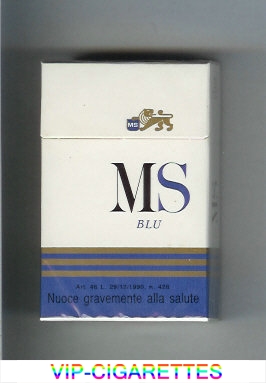 MS
MS
BLU
Art. 46 L. 29/12/1990, n. 428
Nuoce gravemente alla salute
VIP-CIGARETTES